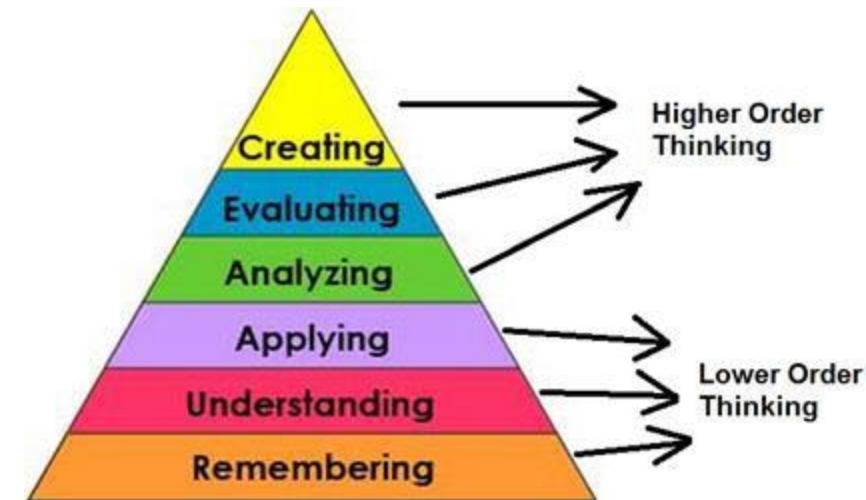 Creating
Evaluating
Analyzing
Applying
Understanding
Remembering
Higher Order
Thinking
Lower Order
Thinking